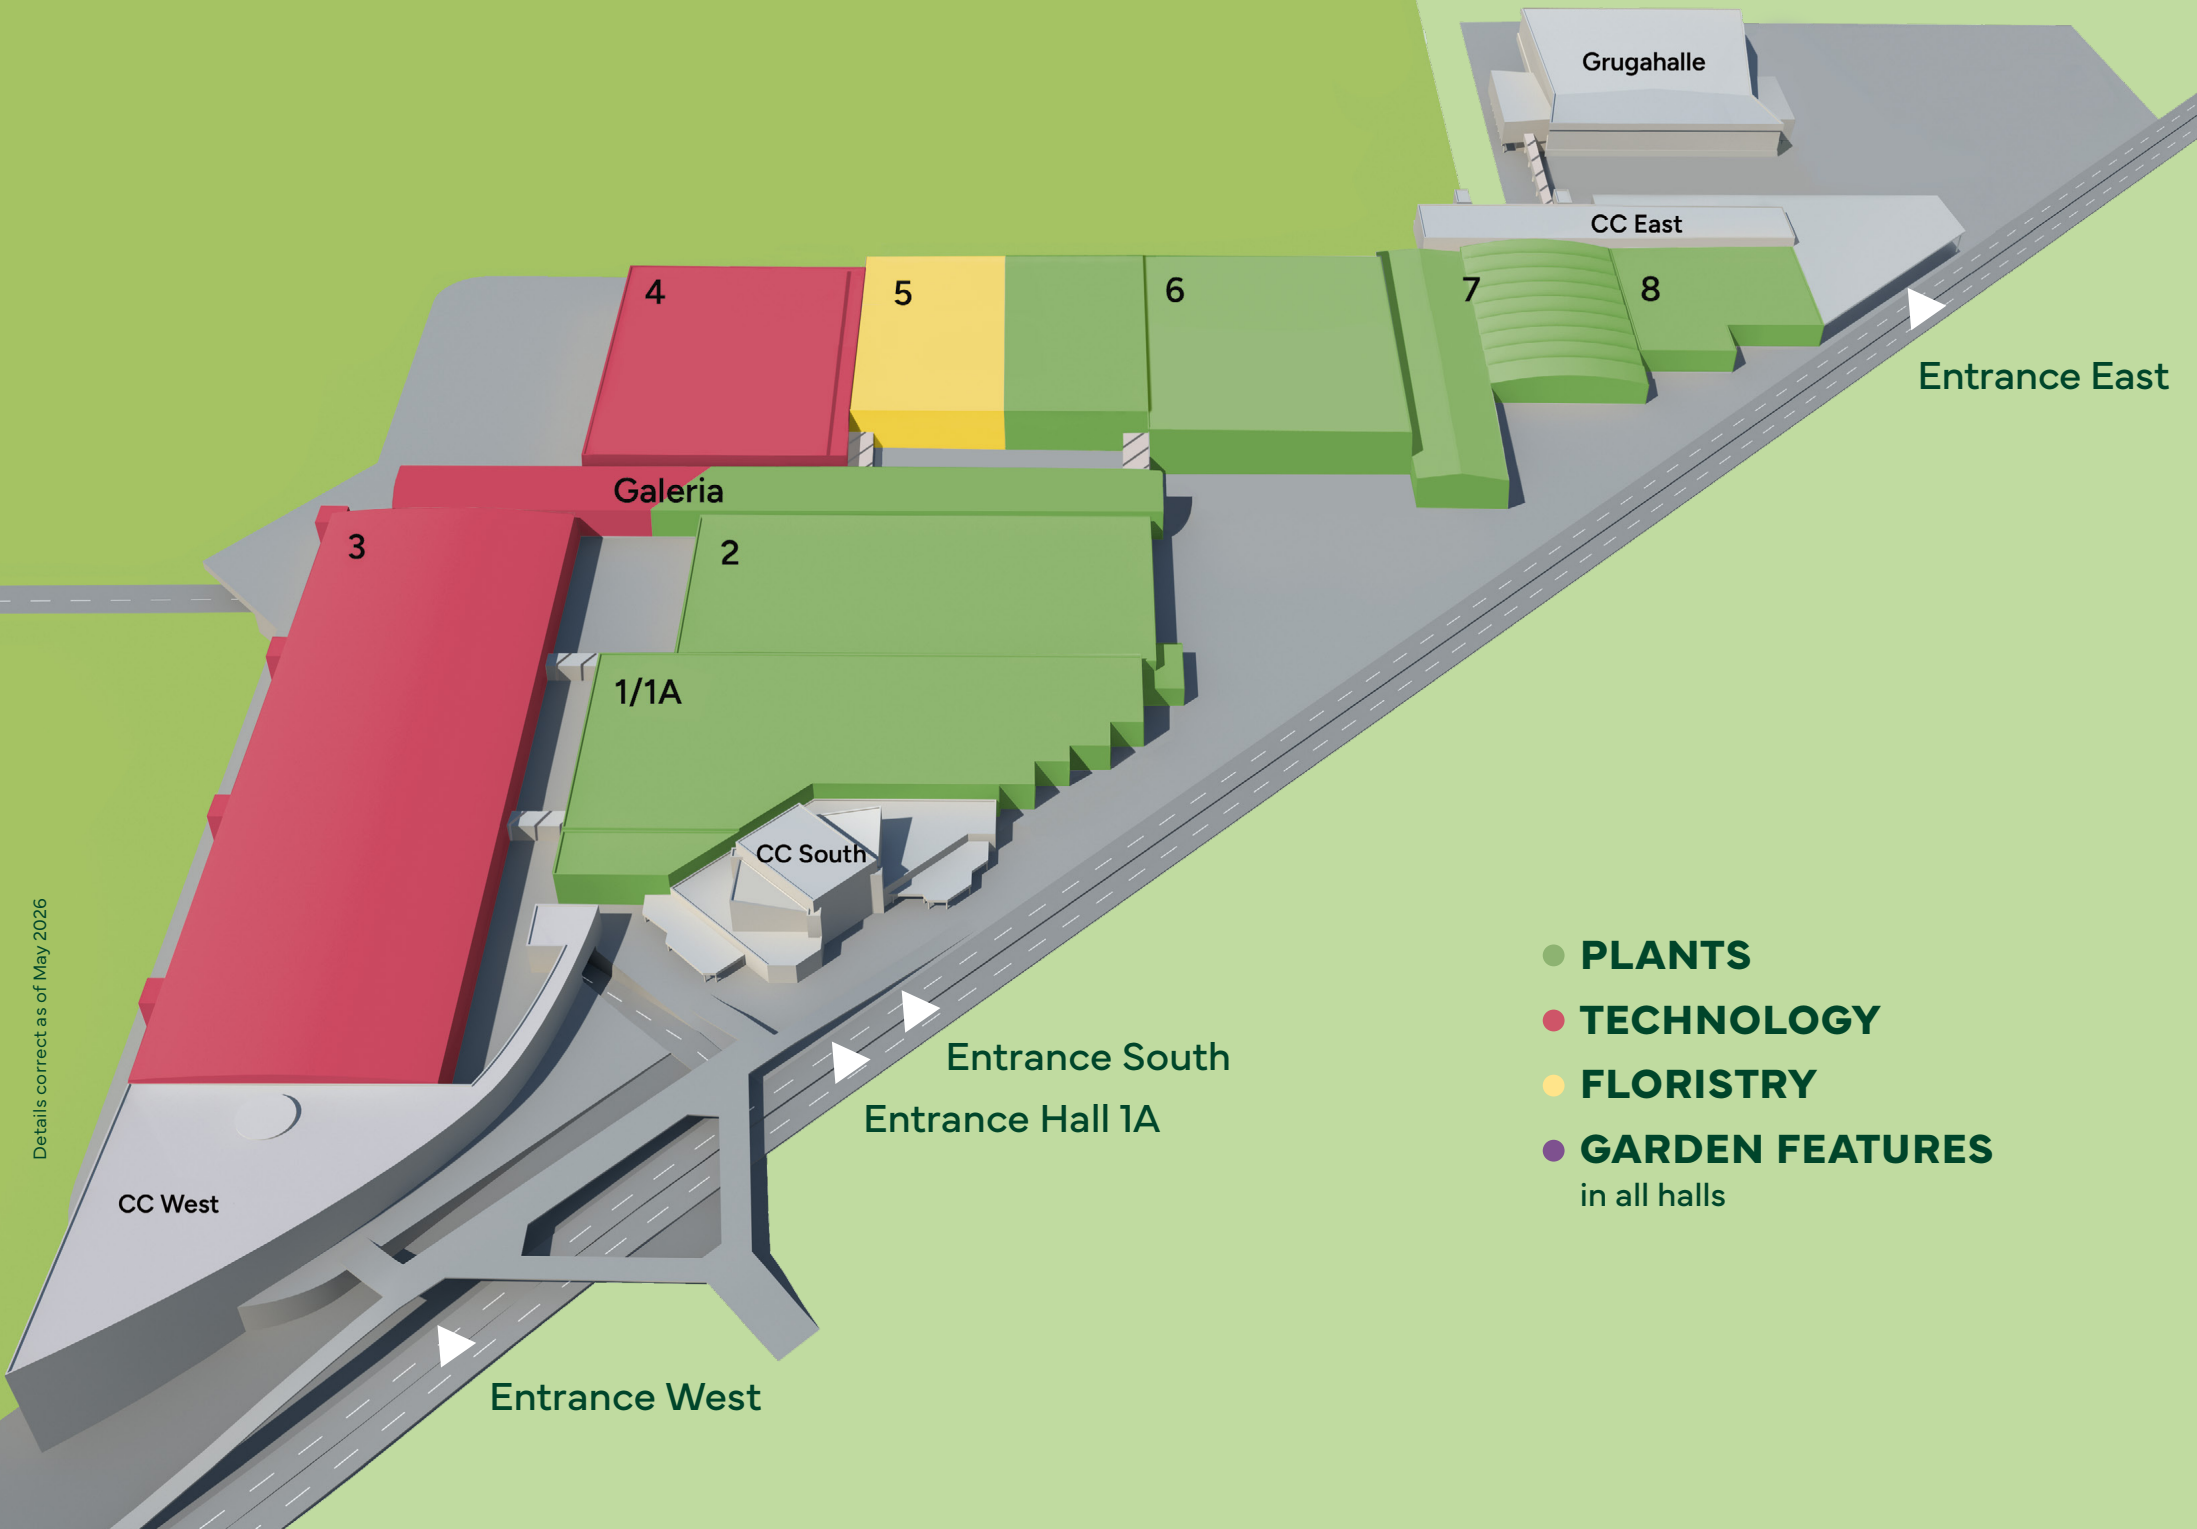 Grugahalle
CC East
4
5
6
7
8
Entrance East
Galeria
3
2
1/1A
CC South
Details correct as of May 2026
PLANTS
TECHNOLOGY
FLORISTRY
GARDEN FEATURES
in all halls
Entrance South
Entrance Hall 1A
CC West
Entrance West